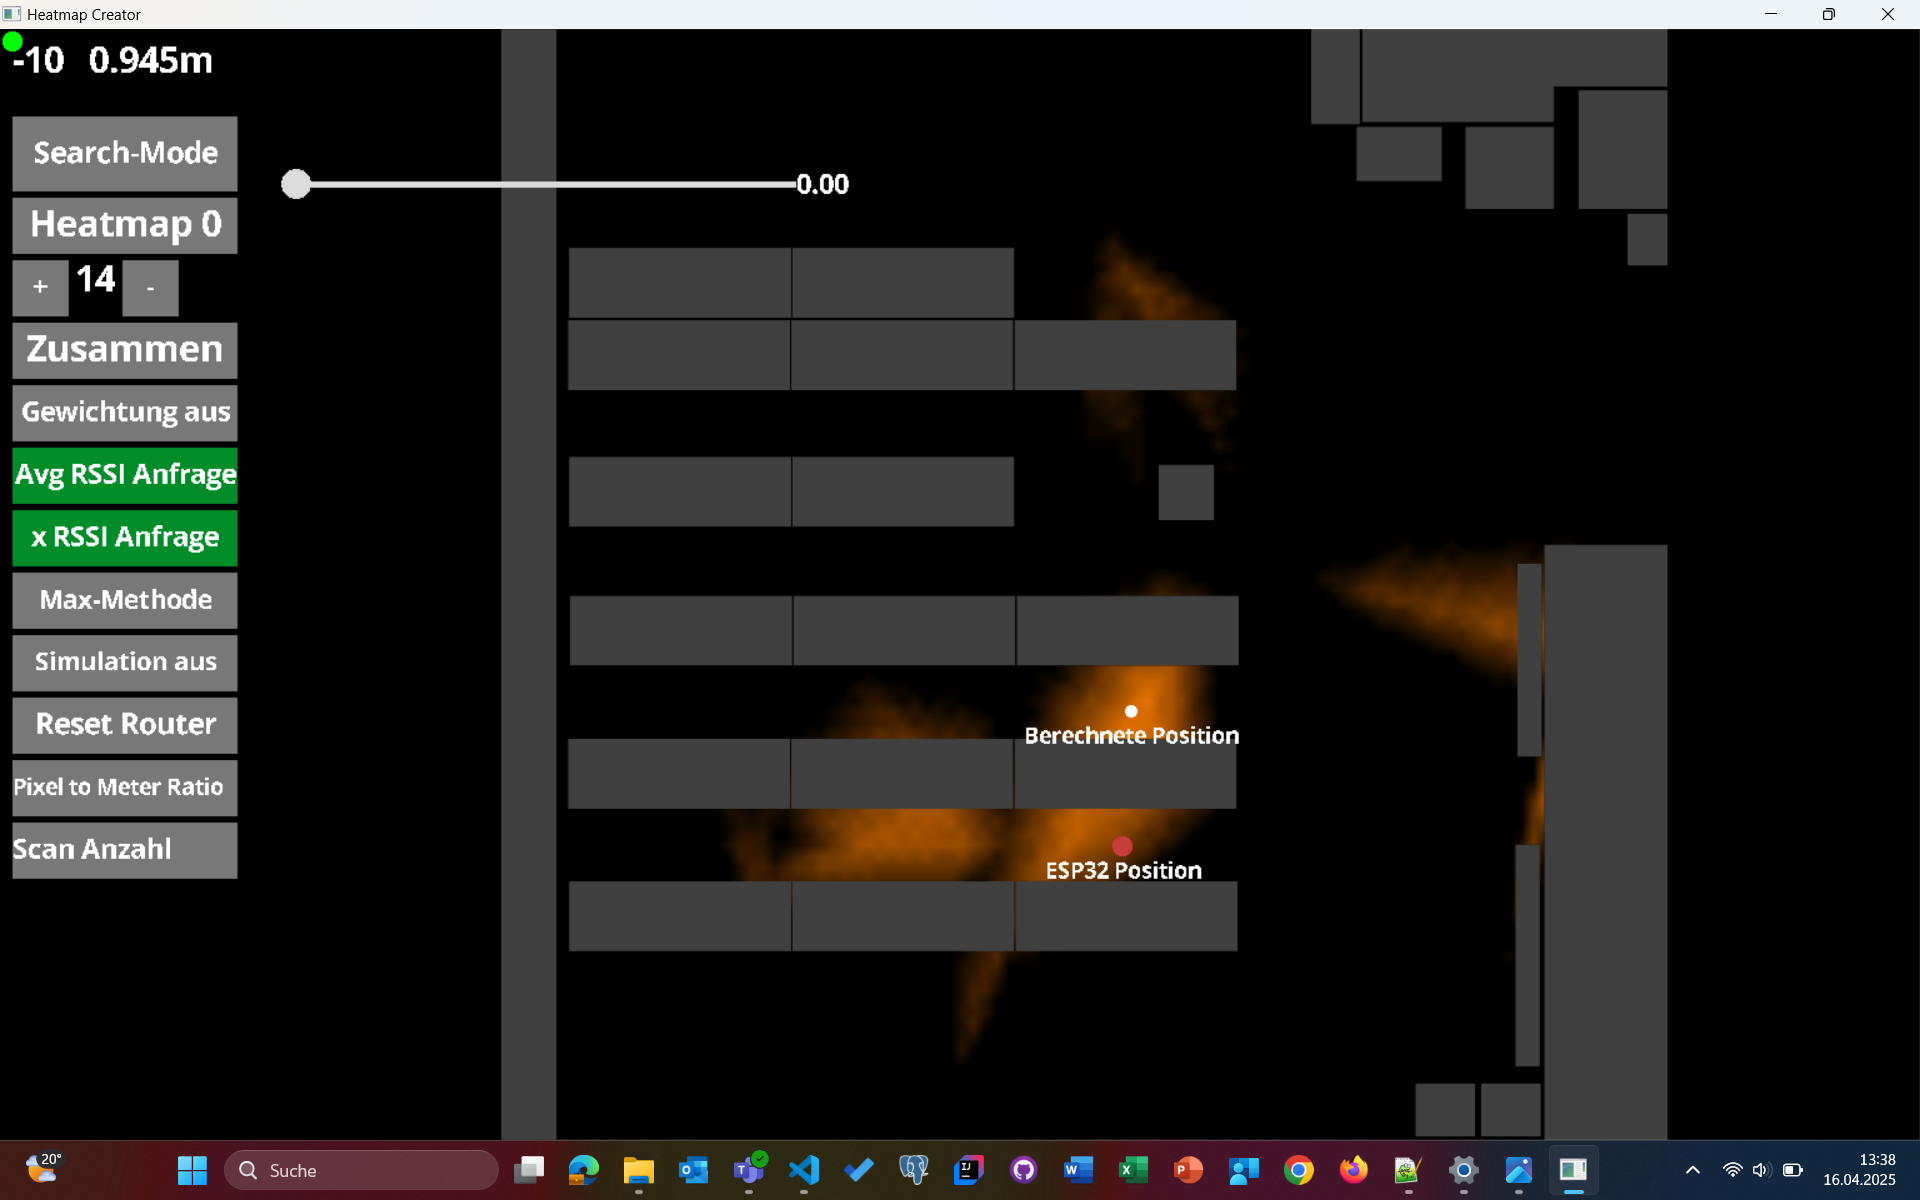 Heatmap Creator
-10 0.945m
Search-Mode
0.00
Heatmap 0
+ 14 -
Zusammen
Gewichtung aus
Avg RSSI Anfrage
x RSSI Anfrage
Max-Methode
Simulation aus
Reset Router
Berechnete Position
Pixel to Meter Ratio
Scan Anzahl
ESP32 Position
20°
Suche
13:38
16.04.2025